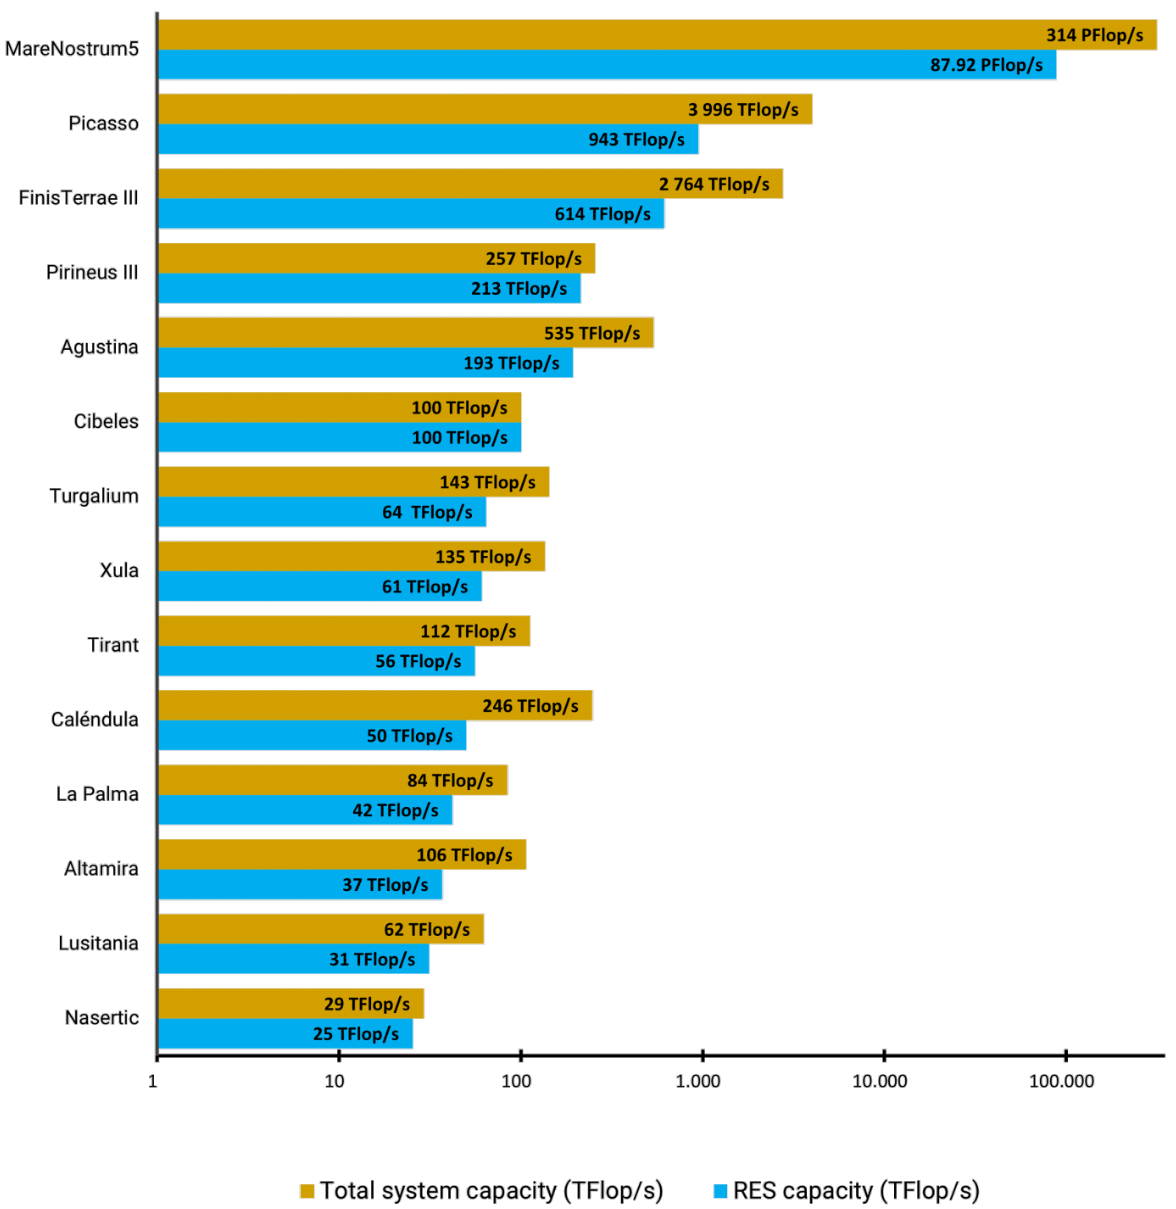 MareNostrum5
314 PFlop/s
87.92 PFlop/s
Picasso
3 996 TFlop/s
943 TFlop/s
FinisTerrae III
2 764 TFlop/s
614 TFlop/s
Pirineus III
257 TFlop/s
213 TFlop/s
Agustina
535 TFlop/s
193 TFlop/s
Cibeles
100 TFlop/s
100 TFlop/s
Turgalium
143 TFlop/s
64 TFlop/s
Xula
135 TFlop/s
61 TFlop/s
Tirant
112 TFlop/s
56 TFlop/s
Caléndula
246 TFlop/s
50 TFlop/s
La Palma
84 TFlop/s
42 TFlop/s
Altamira
106 TFlop/s
37 TFlop/s
Lusitania
62 TFlop/s
31 TFlop/s
Nasertic
29 TFlop/s
25 TFlop/s
1 10 100 1.000 10.000 100.000
Total system capacity (TFlop/s) RES capacity (TFlop/s)